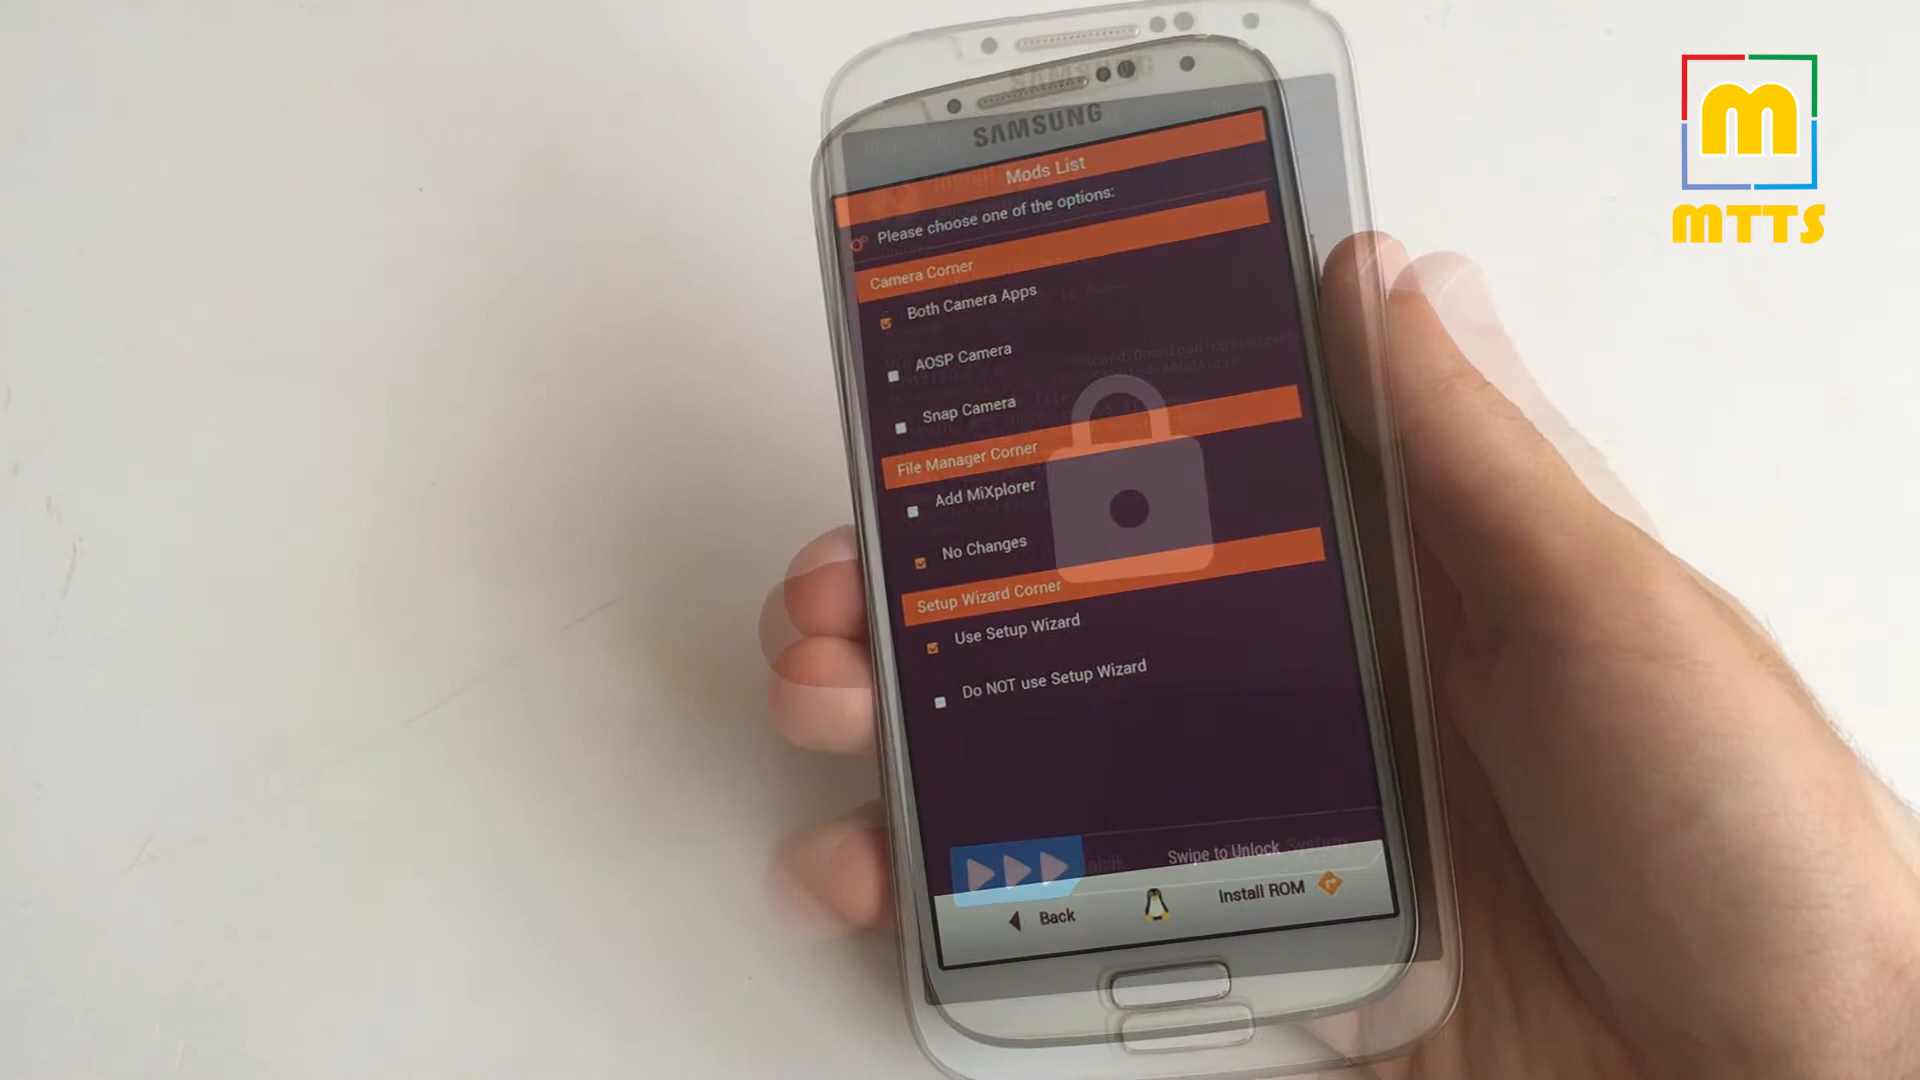 SAMSUNG
Mods List
Please choose one of the options:
Camera Corner
Both Camera Apps
AOSP Camera
Snap Camera
File Manager Corner
Add MiXplorer
No Changes
Setup Wizard Corner
Use Setup Wizard
Do NOT use Setup Wizard
Swipe to Unlock
Back
Install ROM
m
MTTS